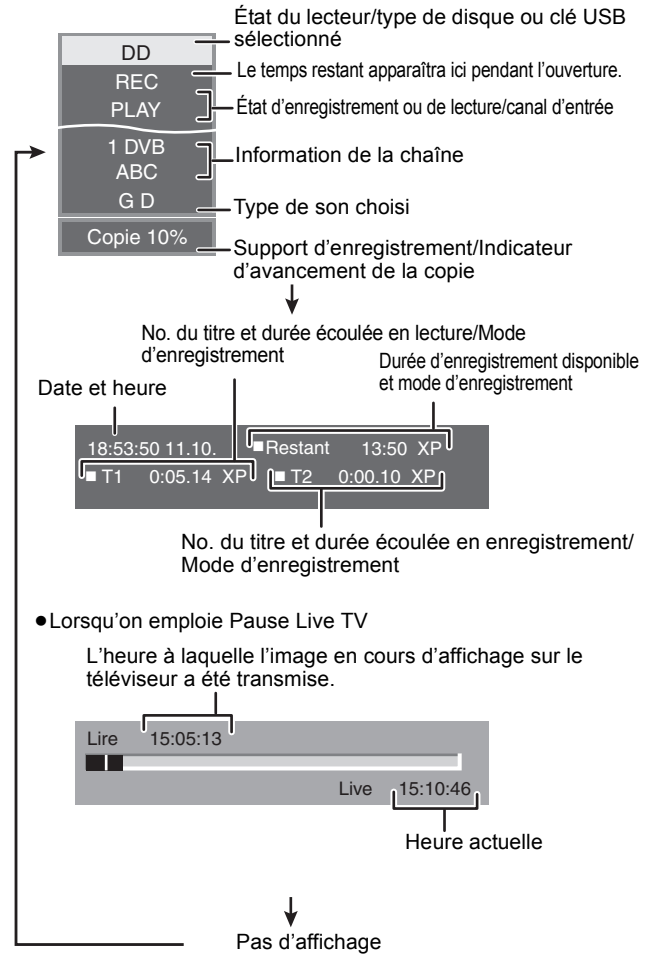 État du lecteur/type de disque ou clé USB
sélectionné
DD
REC
Le temps restant apparaîtra ici pendant l'ouverture.
PLAY
État d'enregistrement ou de lecture/canal d'entrée
1 DVB
ABC
Information de la chaîne
G D
Type de son choisi
Copie 10%
Support d'enregistrement/Indicateur
d'avancement de la copie
No. du titre et durée écoulée en lecture/Mode
d'enregistrement
Durée d'enregistrement disponible
et mode d'enregistrement
Date et heure
18:53:50 11.10.
Restant 13:50 XP
T1 0:05.14 XP
T2 0:00.10 XP
No. du titre et durée écoulée en enregistrement/
Mode d'enregistrement
●Lorsqu'on emploie Pause Live TV
L'heure à laquelle l'image en cours d'affichage sur le
téléviseur a été transmise.
Lire 15:05:13
Live 15:10:46
Heure actuelle
Pas d'affichage